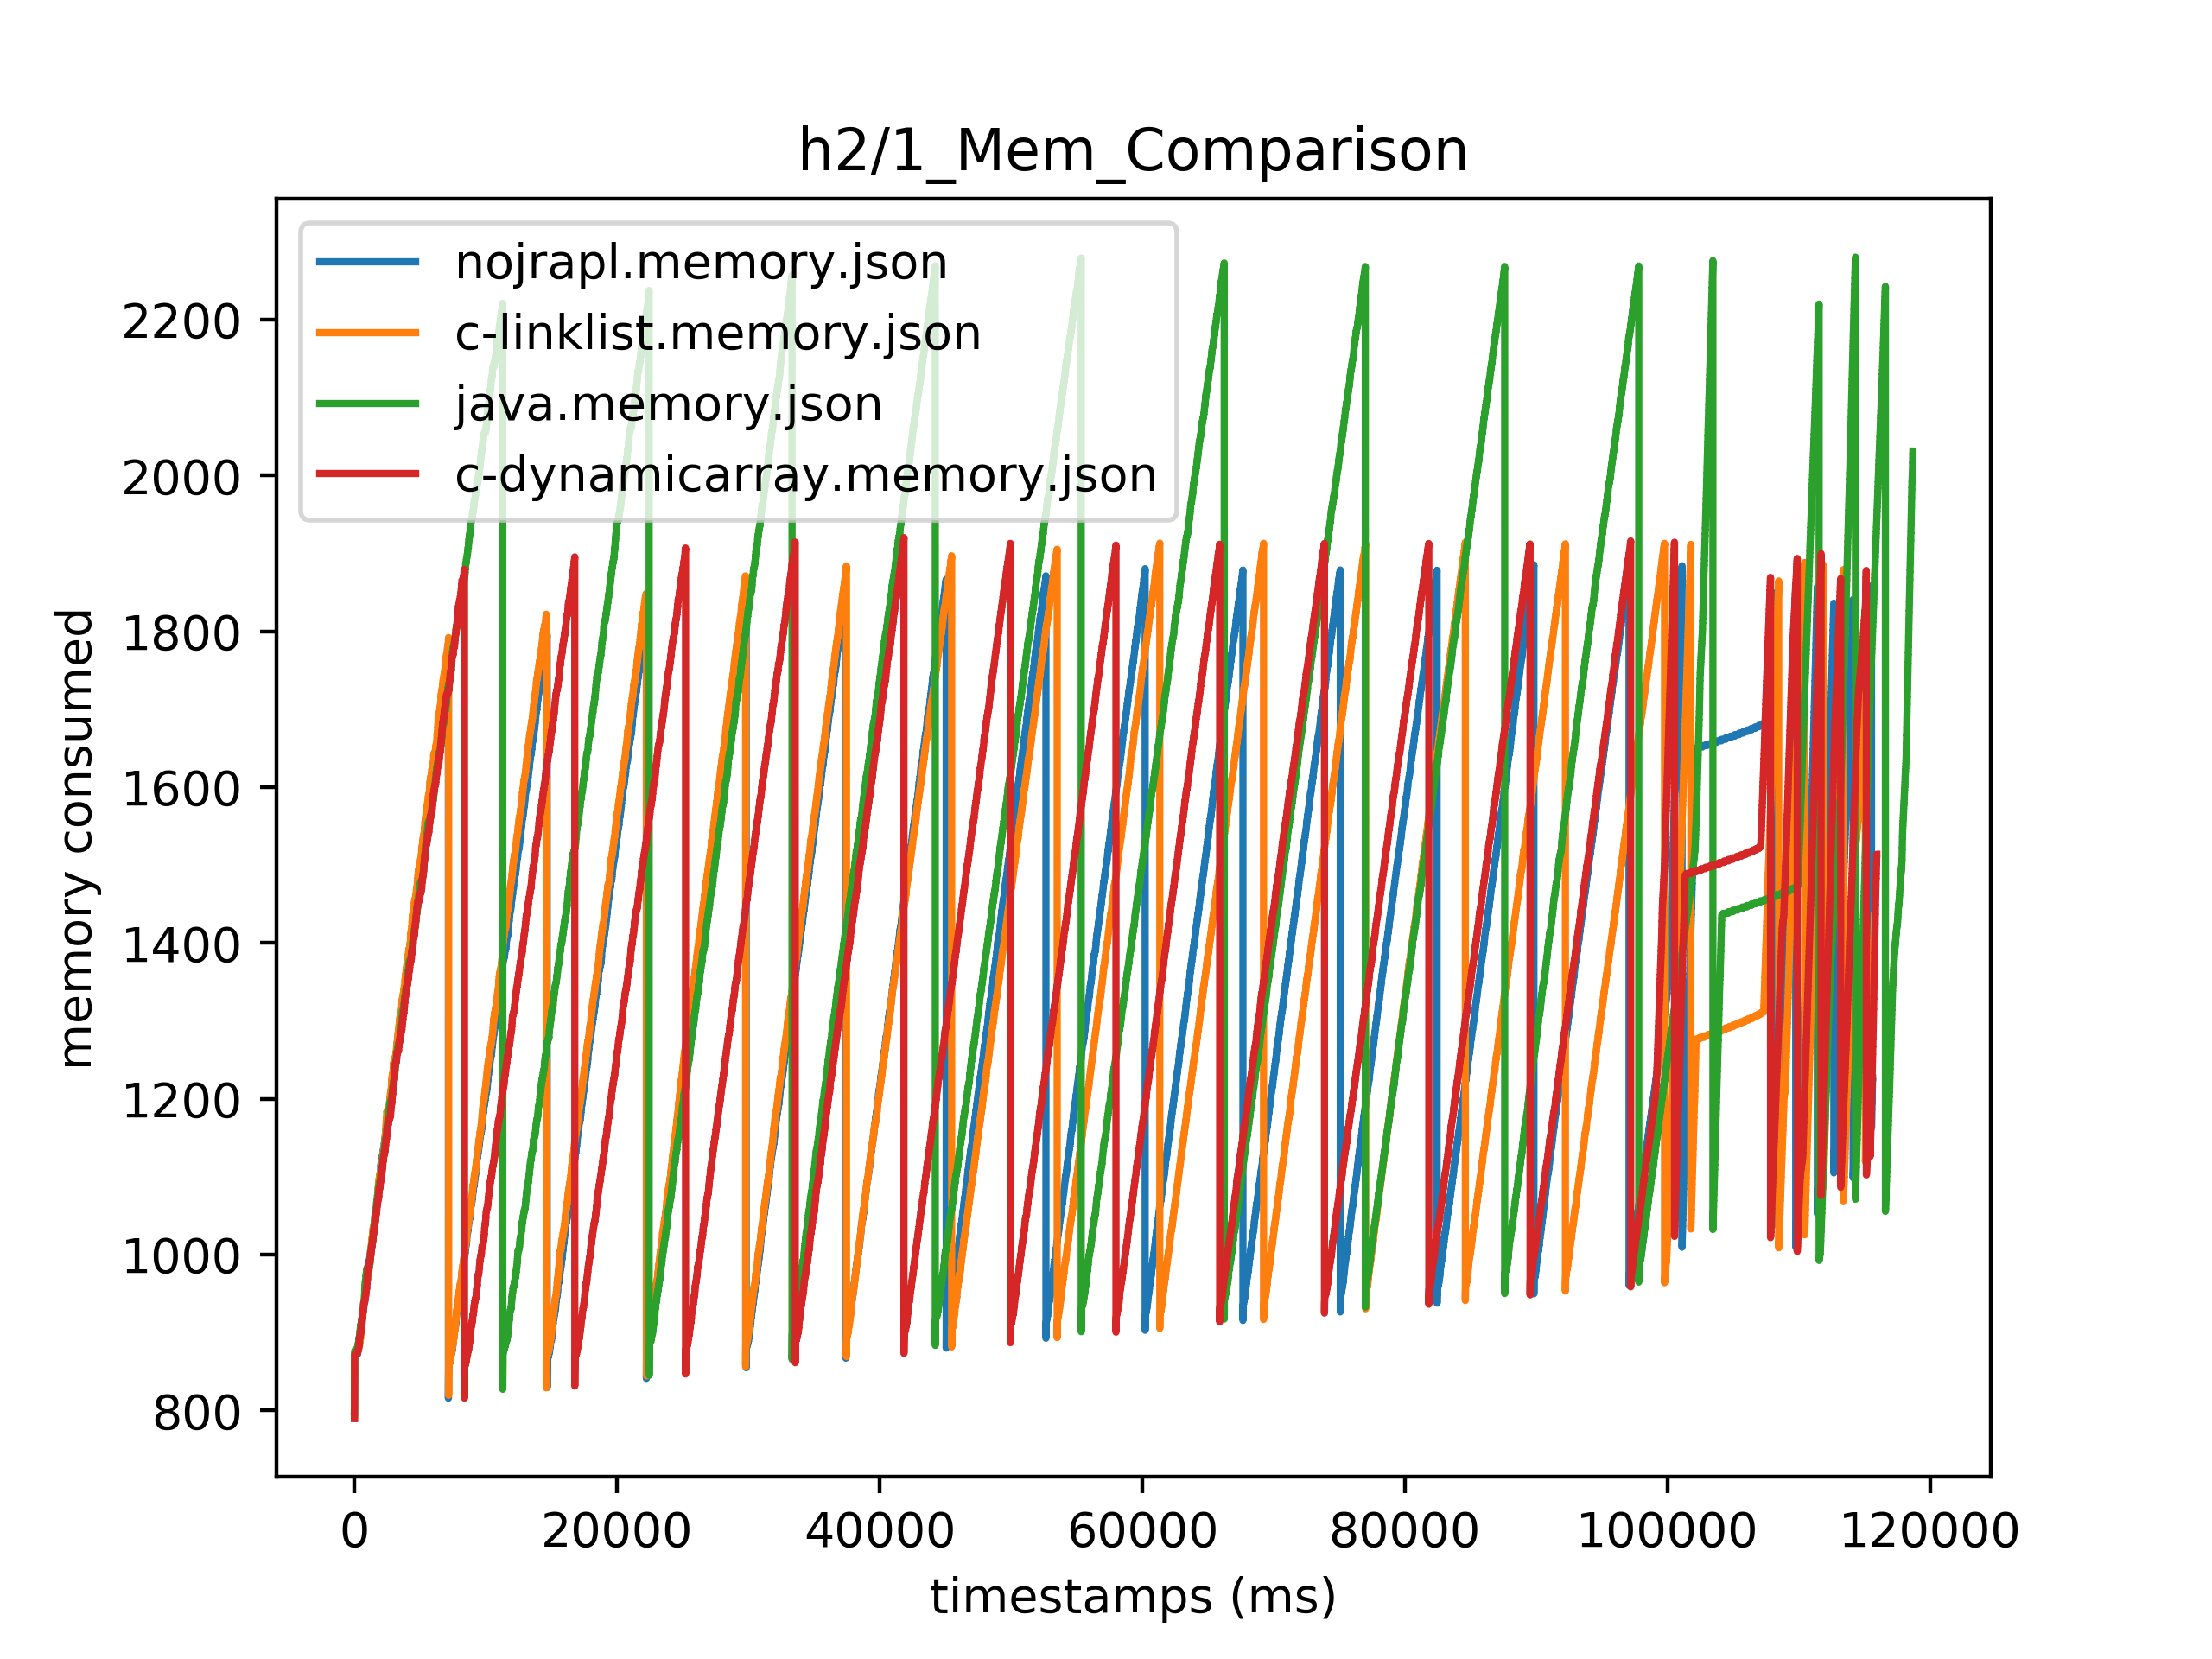 h2/1_Mem_Comparison
nojrapl.memory.json
c-linklist.memory.json
java.memory.json
c-dynamicarray.memory.json
memory consumed
2200
2000
1800
1600
1400
1200
1000
800
0
20000
40000
60000
80000
100000
120000
timestamps (ms)